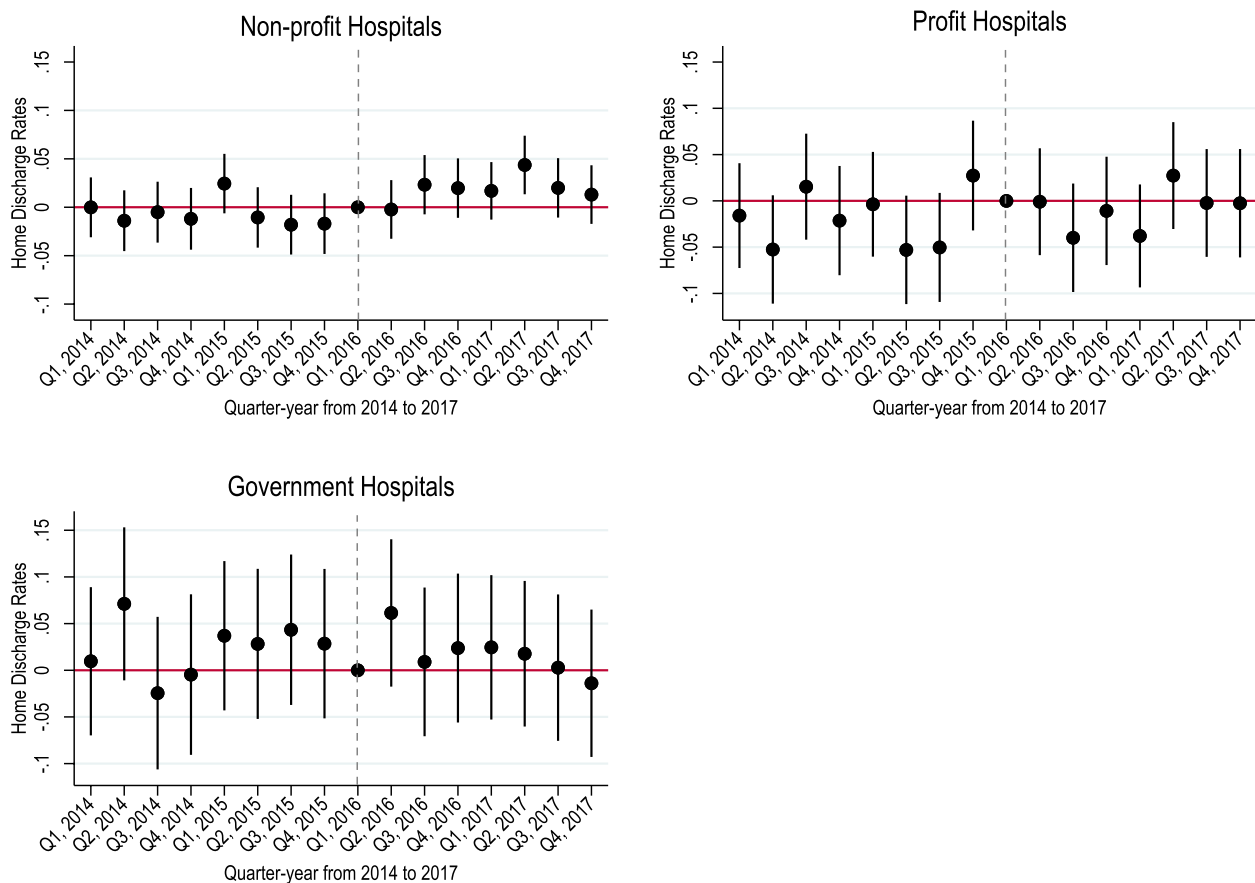 Non-profit Hospitals
Home Discharge Rates
.15
.1
.05
0
-.05
-.1
Q1, 2014
Q2, 2014
Q3, 2014
Q4, 2014
Q1, 2015
Q2, 2015
Q3, 2015
Q4, 2015
Q1, 2016
Q2, 2016
Q3, 2016
Q4, 2016
Q1, 2017
Q2, 2017
Q3, 2017
Q4, 2017
Quarter-year from 2014 to 2017
Profit Hospitals
Home Discharge Rates
.15
.1
.05
0
-.05
-.1
Q1, 2014
Q2, 2014
Q3, 2014
Q4, 2014
Q1, 2015
Q2, 2015
Q3, 2015
Q4, 2015
Q1, 2016
Q2, 2016
Q3, 2016
Q4, 2016
Q1, 2017
Q2, 2017
Q3, 2017
Q4, 2017
Quarter-year from 2014 to 2017
Government Hospitals
Home Discharge Rates
.15
.1
.05
0
-.05
-.1
Q1, 2014
Q2, 2014
Q3, 2014
Q4, 2014
Q1, 2015
Q2, 2015
Q3, 2015
Q4, 2015
Q1, 2016
Q2, 2016
Q3, 2016
Q4, 2016
Q1, 2017
Q2, 2017
Q3, 2017
Q4, 2017
Quarter-year from 2014 to 2017